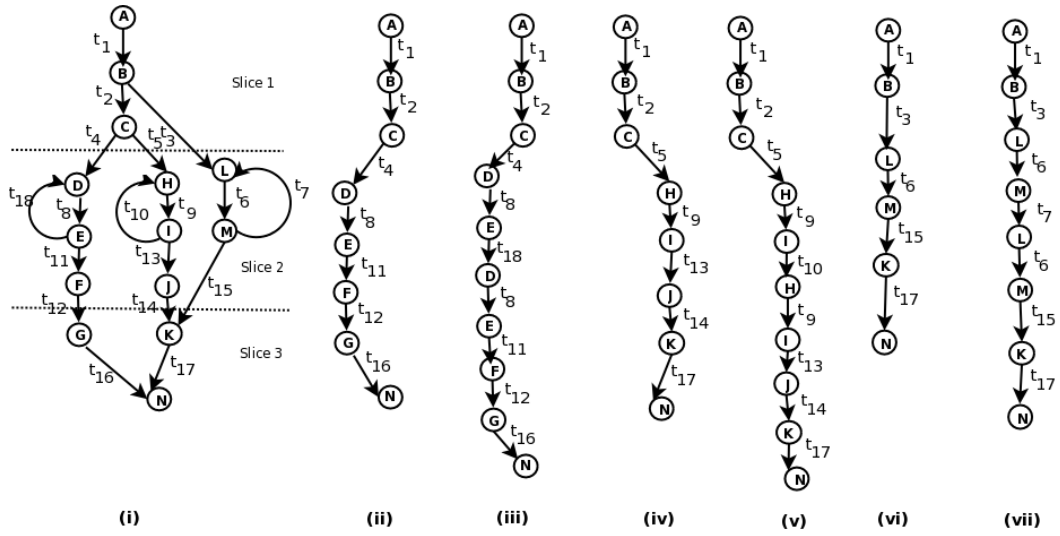 A
t1
B
t2
C
Slice 1
t4
t5
t3
D
H
L
t18
t8
t10
t9
t6
t7
E
I
M
t11
t13
Slice 2
F
J
t15
t12
t14
G
K
Slice 3
t16
t17
N
(i)
A
t1
B
t2
C
t4
D
t8
E
t11
F
t12
G
t16
N
(ii)
A
t1
B
t2
C
t4
D
t8
E
t18
D
t8
E
t11
F
t12
G
t16
N
(iii)
A
t1
B
t2
C
t5
H
t9
I
t13
J
t14
K
t17
N
(iv)
A
t1
B
t2
C
t5
H
t9
I
t10
H
t9
I
t13
J
t14
K
t17
N
(v)
A
t1
B
t3
L
t6
M
t15
K
t17
N
(vi)
A
t1
B
t3
L
t6
M
t7
L
t6
M
t15
K
t17
N
(vii)